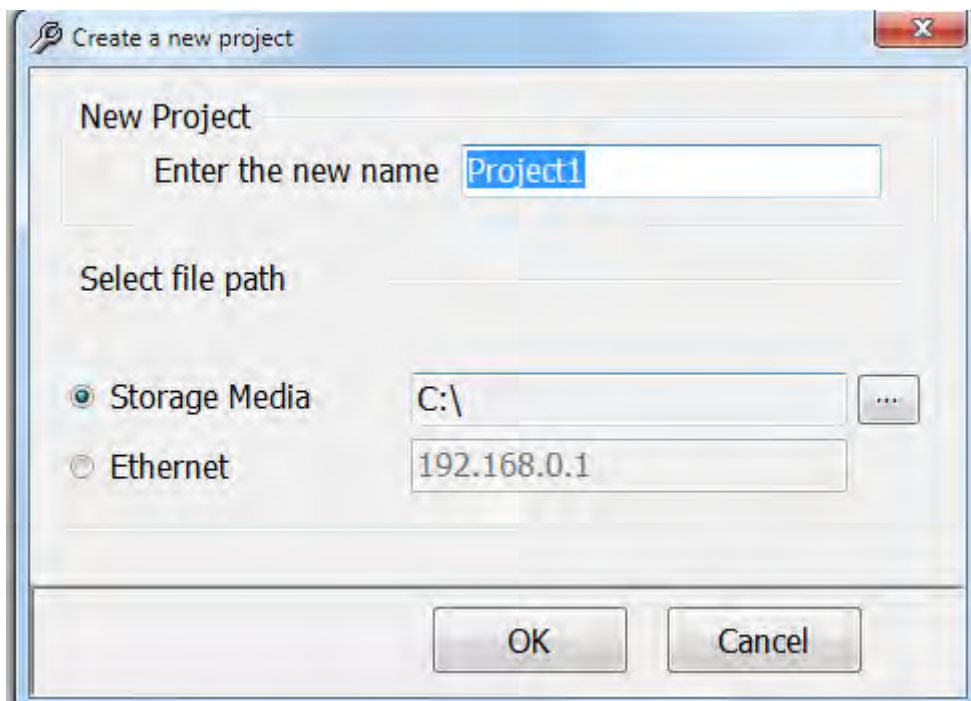 Create a new project
New Project
Enter the new name Project1
Select file path
Storage Media C:\ ...
Ethernet 192.168.0.1
OK Cancel